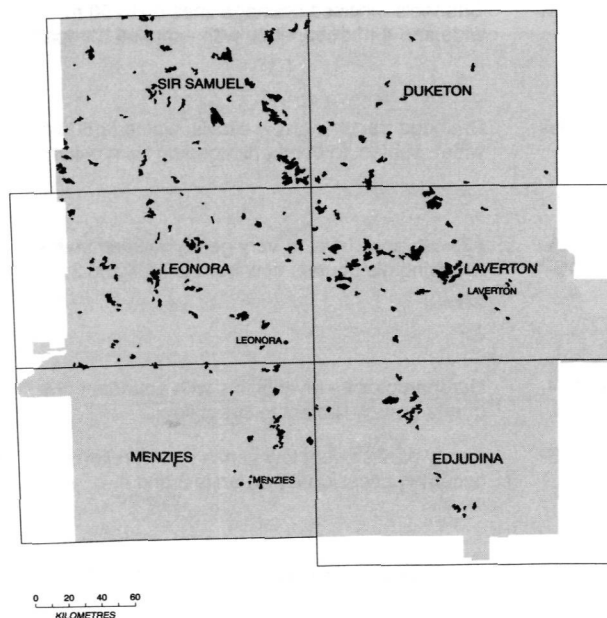 SIR SAMUEL
DUKETON
LEONORA
LAVERTON
LAVERTON
LEONORA
MENZIES
EDJUDINA
MENZIES
0 20 40 60
KILOMETRES